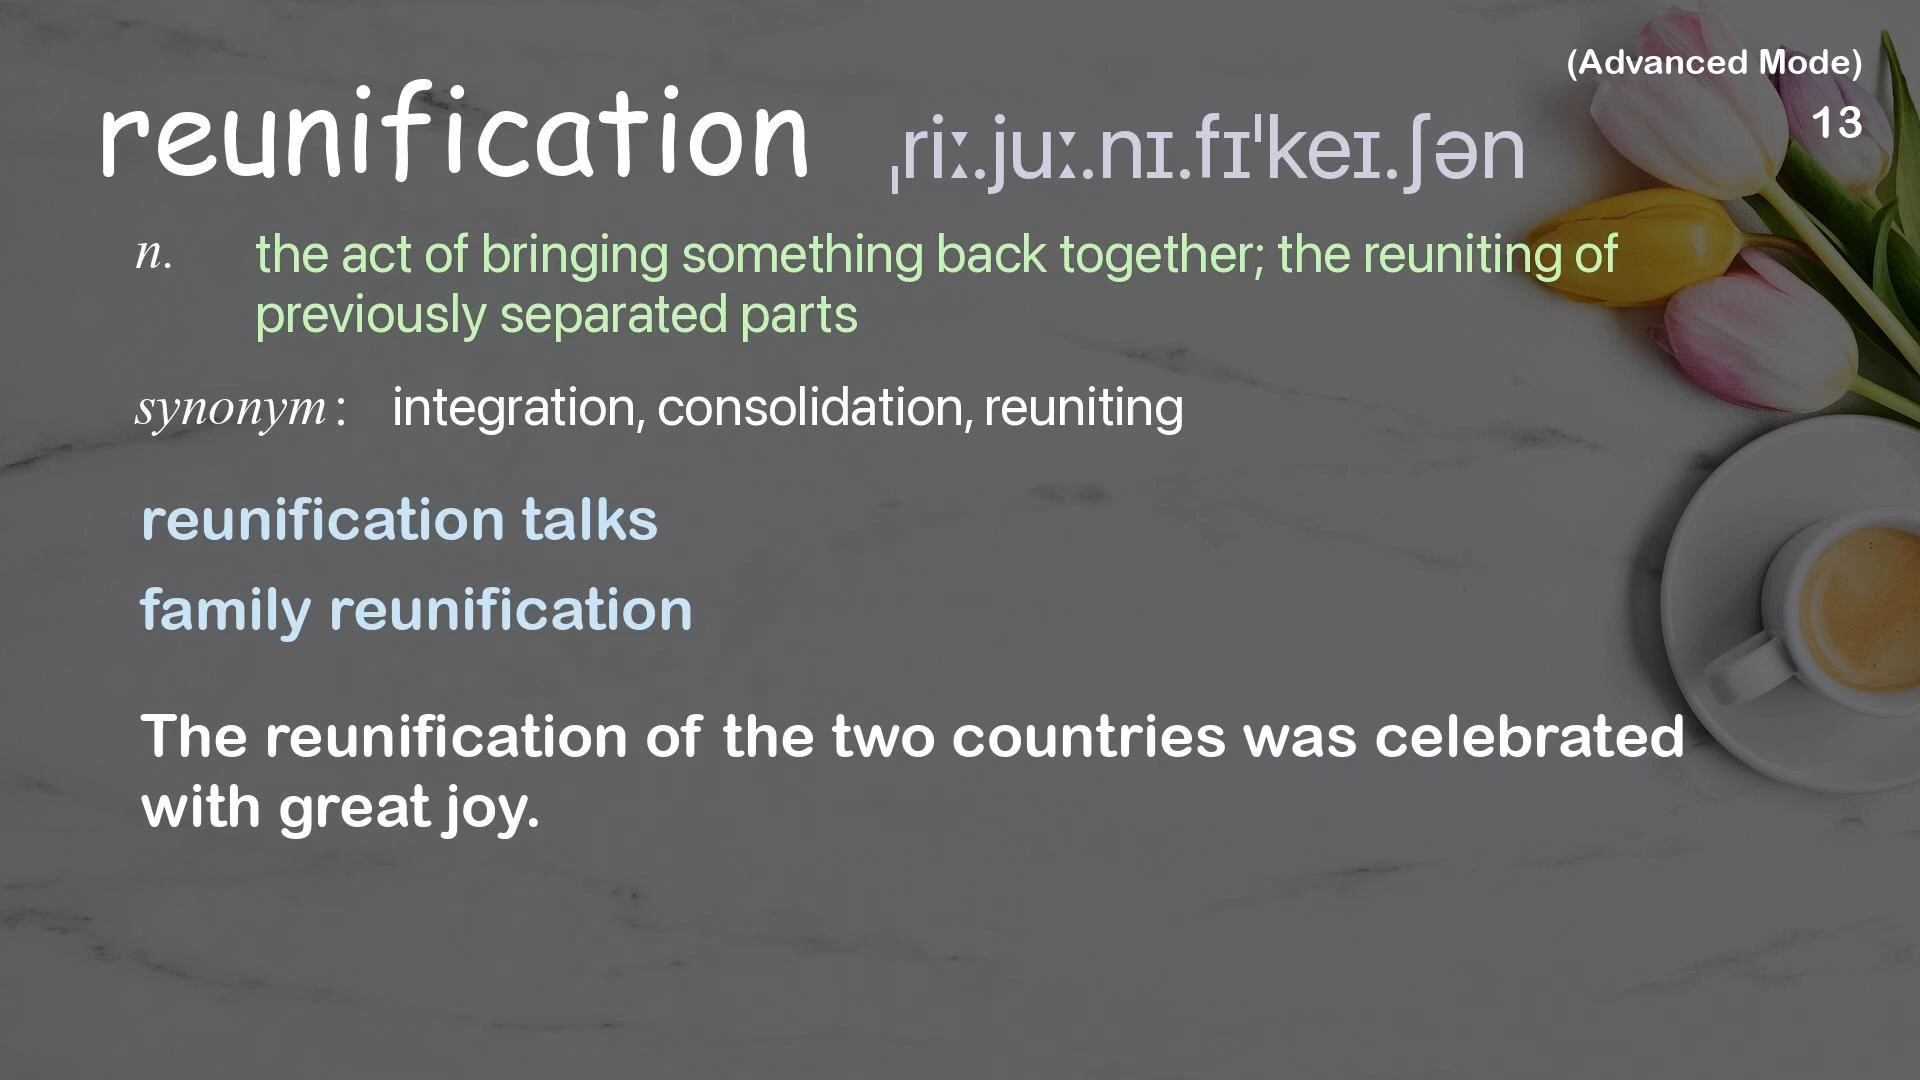 (Advanced Mode)
reunification ˌriː.juː.nɪ.fɪˈkeɪ.ʃən
13
n. the act of bringing something back together; the reuniting of
previously separated parts
synonym: integration, consolidation, reuniting
reunification talks
family reunification
The reunification of the two countries was celebrated
with great joy.